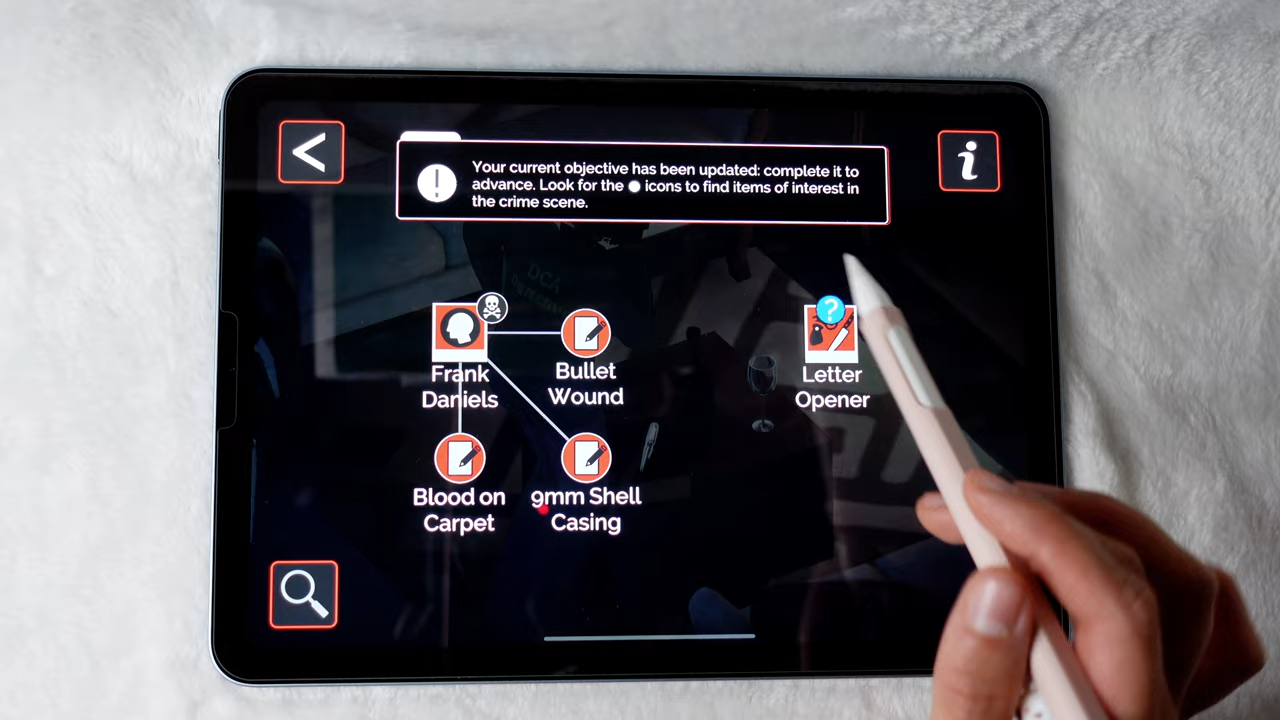 <
i
!
Your current objective has been updated: complete it to
advance. Look for the icons to find items of interest in
the crime scene.
?
Frank
Daniels
Bullet
Wound
Letter
Opener
Blood on
Carpet
9mm Shell
Casing